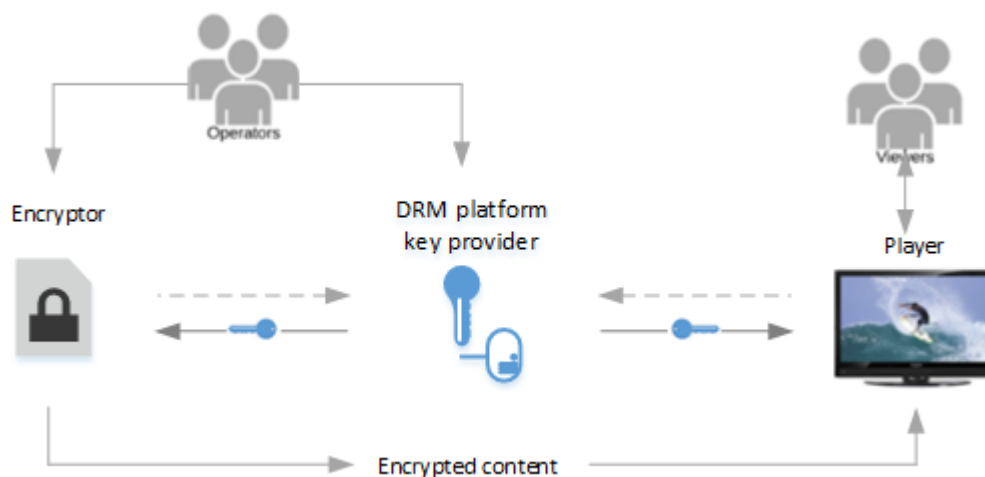 Operators
Viewers
Encryptor
DRM platform
key provider
Player
Encrypted content